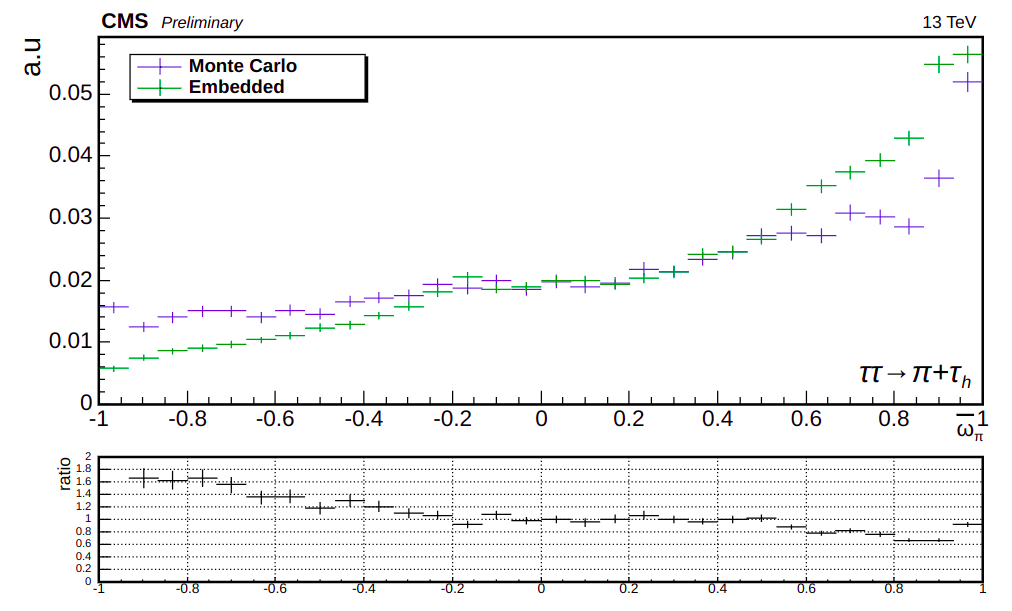 CMS Preliminary 13 TeV
a.u
Monte Carlo
Embedded
0.05
0.04
0.03
0.02
0.01
0
ττ→π+τh
-1 -0.8 -0.6 -0.4 -0.2 0 0.2 0.4 0.6 0.8 1
ω̅π
ratio
2
1.8
1.6
1.4
1.2
1
0.8
0.6
0.4
0.2
0
-1 -0.8 -0.6 -0.4 -0.2 0 0.2 0.4 0.6 0.8 1